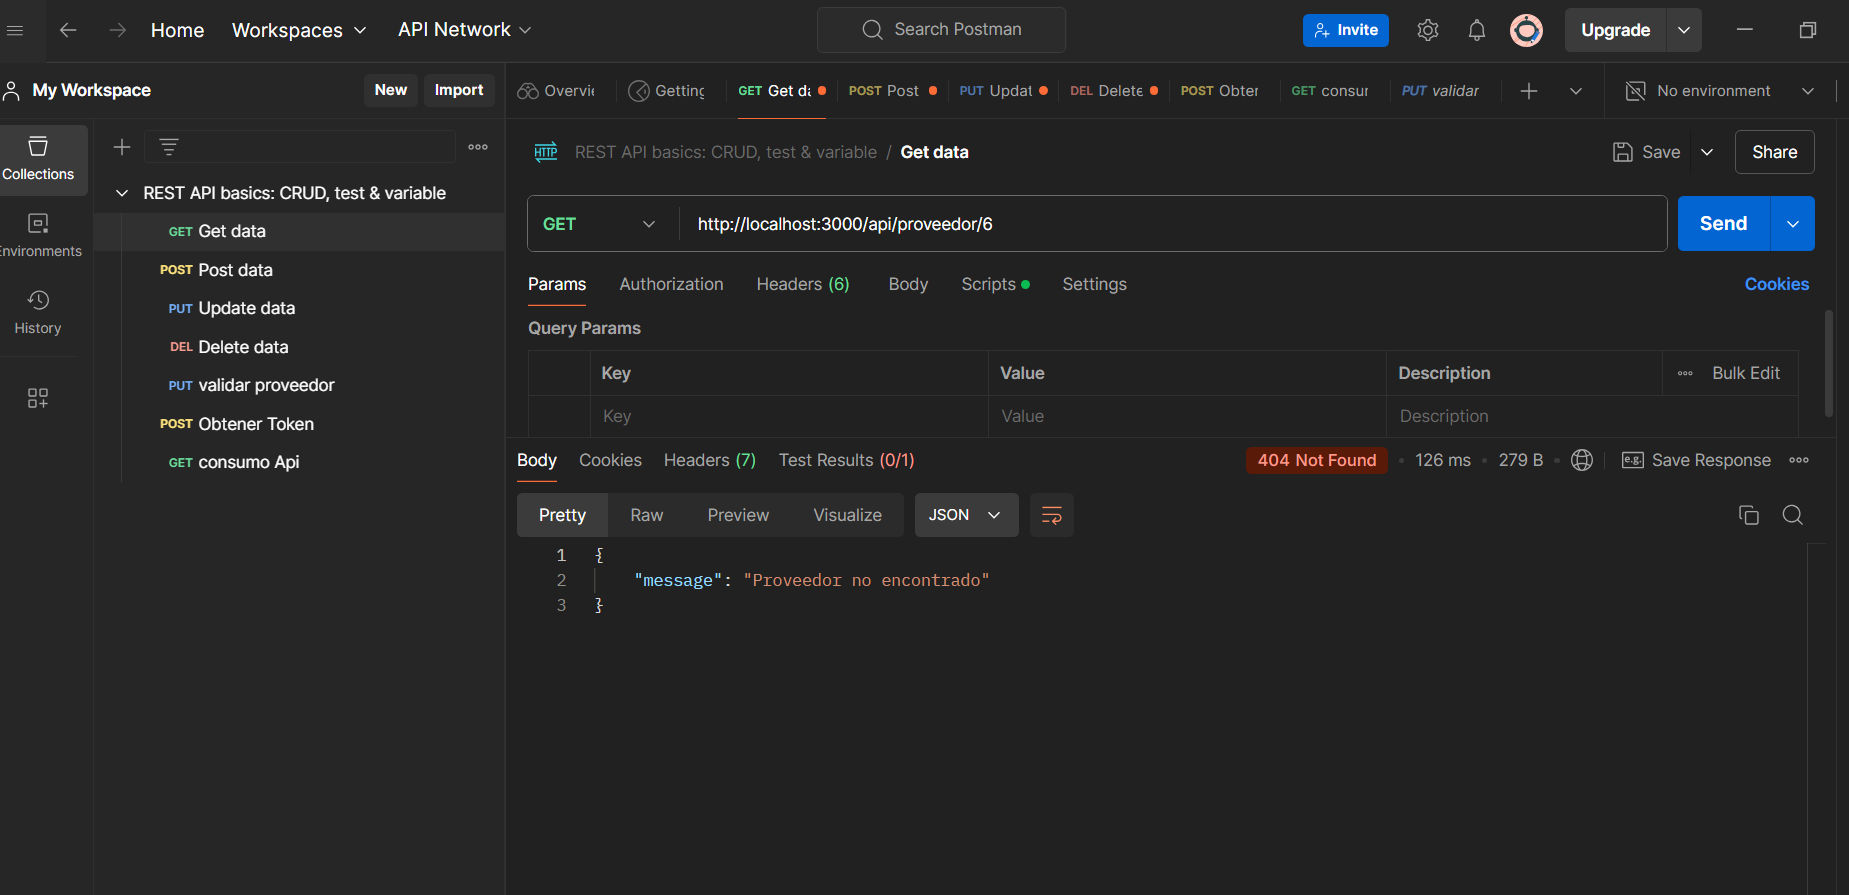 Home Workspaces API Network Search Postman Invite Upgrade
My Workspace New Import
Overvie Getting GET Get da POST Post PUT Updat DEL Delete POST Obter GET consur PUT validar No environment
Collections
Environments
History
REST API basics: CRUD, test & variable
GET Get data
POST Post data
PUT Update data
DEL Delete data
PUT validar proveedor
POST Obtener Token
GET consumo Api
HTTP REST API basics: CRUD, test & variable / Get data Save Share
GET http://localhost:3000/api/proveedor/6 Send
Params Authorization Headers (6) Body Scripts Settings Cookies
Query Params
Key Value Description Bulk Edit
Key Value Description
Body Cookies Headers (7) Test Results (0/1) 404 Not Found 126 ms 279 B e.g. Save Response
Pretty Raw Preview Visualize JSON
1 {
2 "message": "Proveedor no encontrado"
3 }